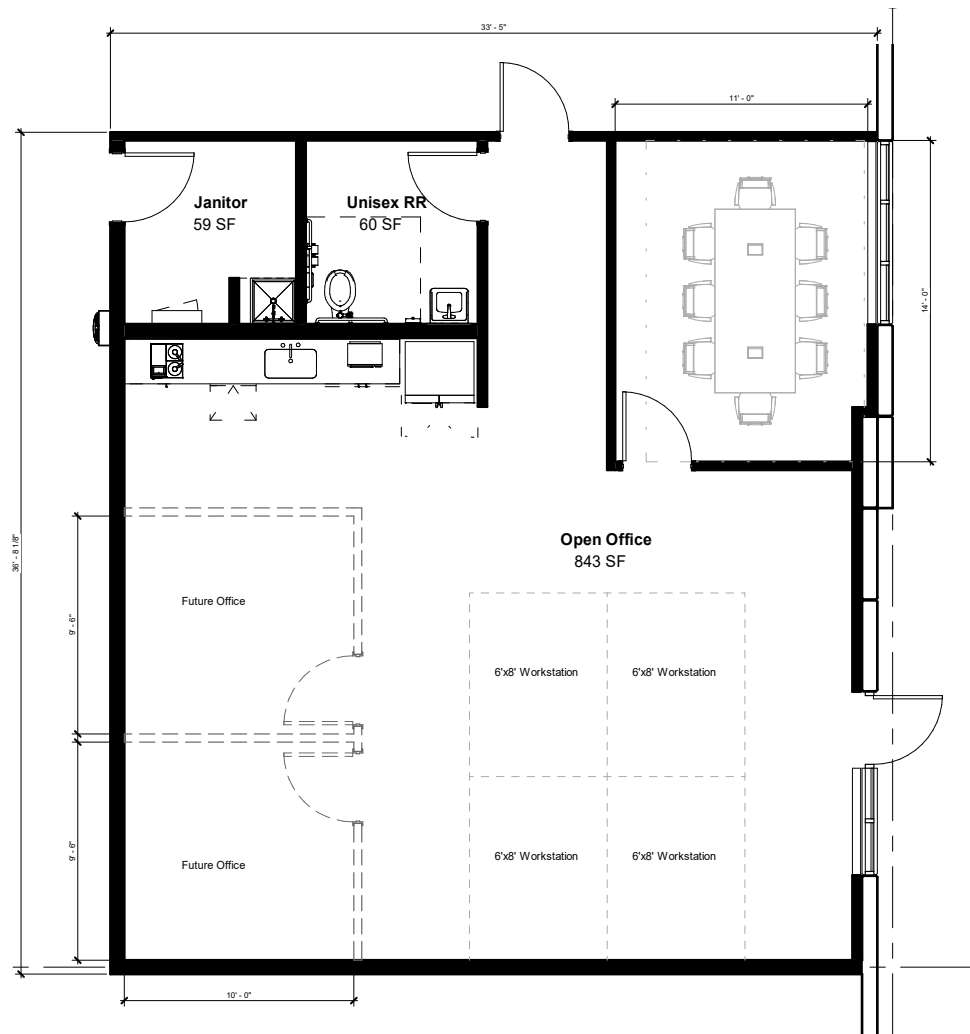 33' - 5"
11' - 0"
Janitor
59 SF
Unisex RR
60 SF
14' - 0"
36' - 8 1/8"
Open Office
843 SF
Future Office
9' - 6"
6'x8' Workstation
6'x8' Workstation
9' - 6"
6'x8' Workstation
6'x8' Workstation
Future Office
10' - 0"